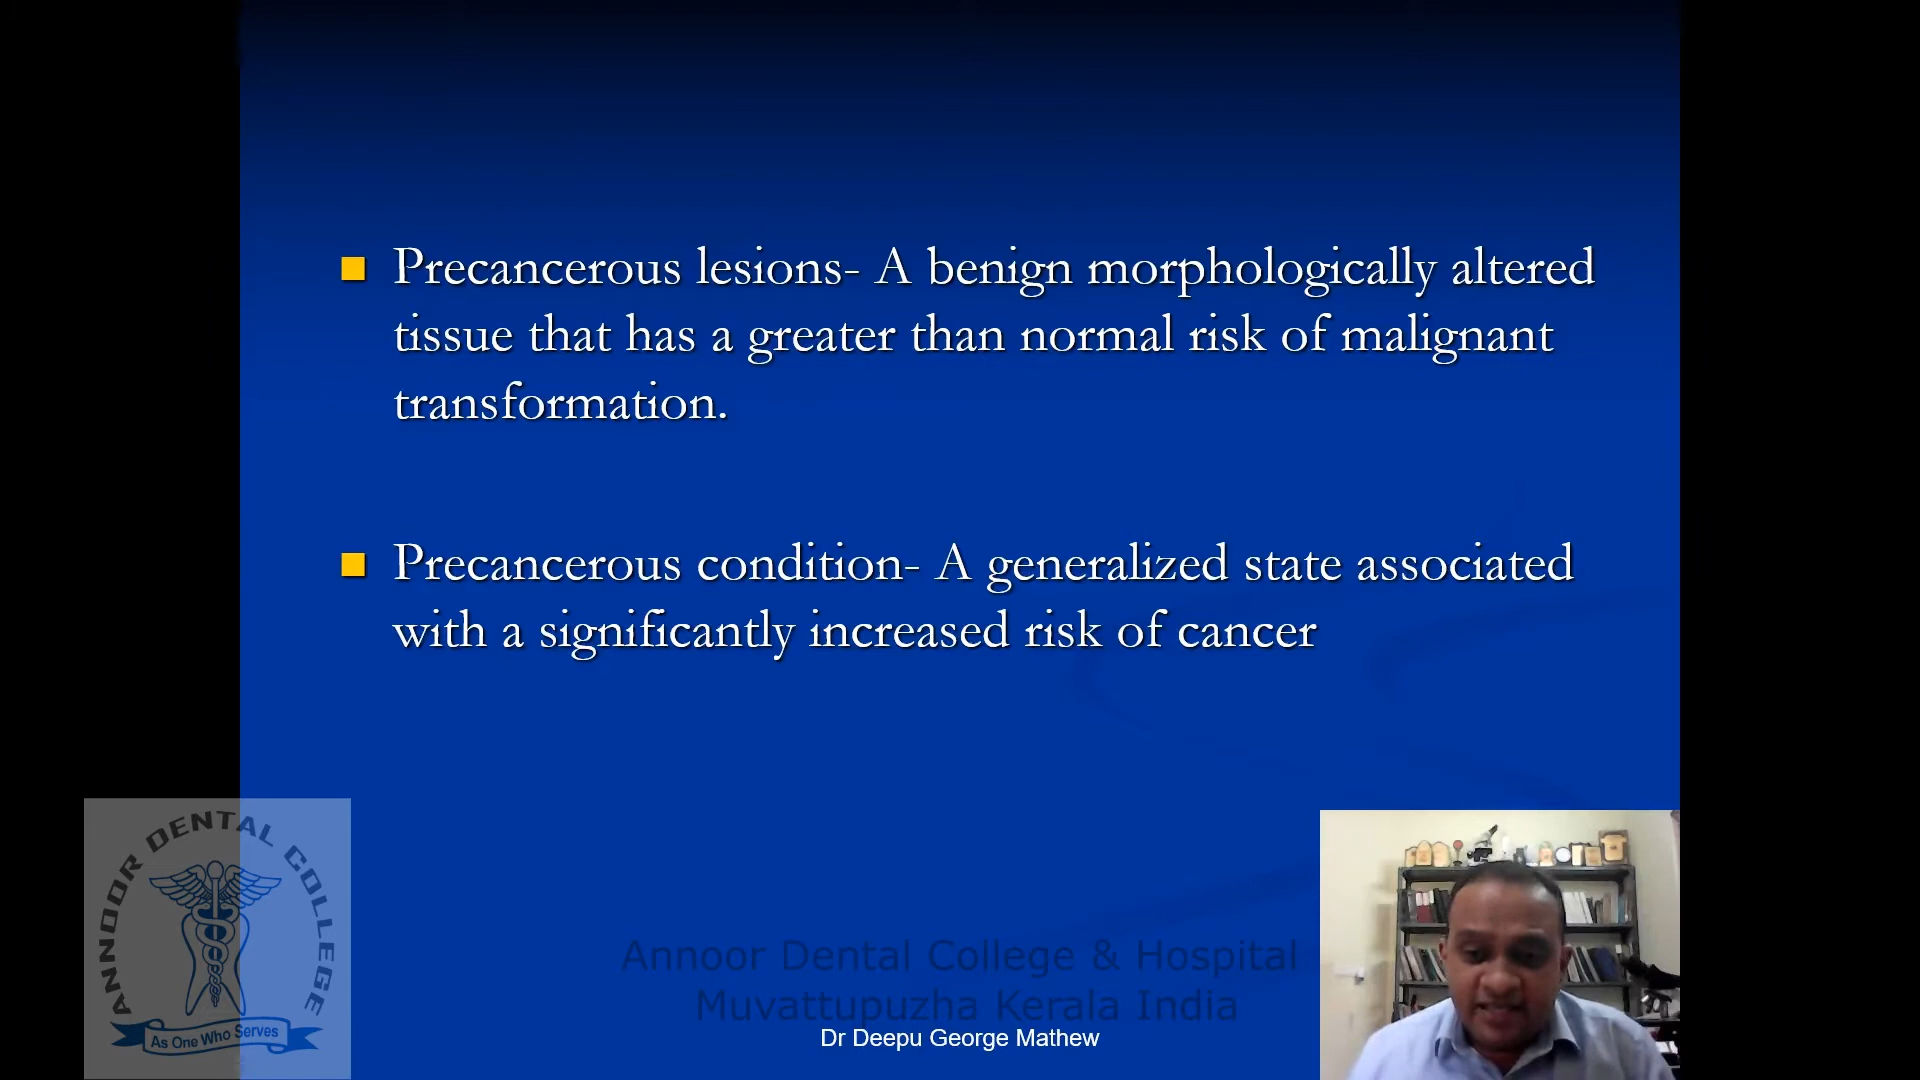 Precancerous lesions- A benign morphologically altered
tissue that has a greater than normal risk of malignant
transformation.
Precancerous condition- A generalized state associated
with a significantly increased risk of cancer
ANNOOR DENTAL COLLEGE
As One Who Serves
Annoor Dental College & Hospital
Muvattupuzha Kerala India
Dr Deepu George Mathew